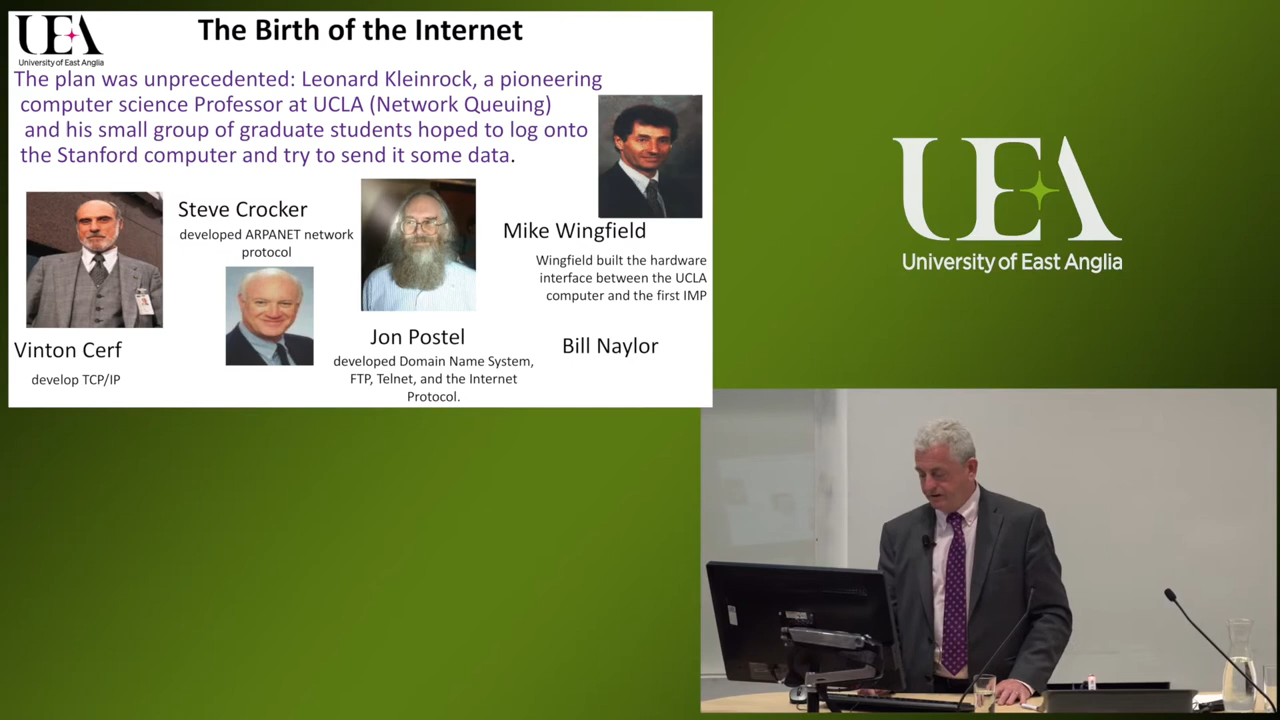 The Birth of the Internet
UEA
University of East Anglia
The plan was unprecedented: Leonard Kleinrock, a pioneering
computer science Professor at UCLA (Network Queuing)
and his small group of graduate students hoped to log onto
the Stanford computer and try to send it some data.
Steve Crocker
developed ARPANET network
protocol
Mike Wingfield
Wingfield built the hardware
interface between the UCLA
computer and the first IMP
Jon Postel
developed Domain Name System,
FTP, Telnet, and the Internet
Protocol.
Bill Naylor
Vinton Cerf
develop TCP/IP
UEA
University of East Anglia